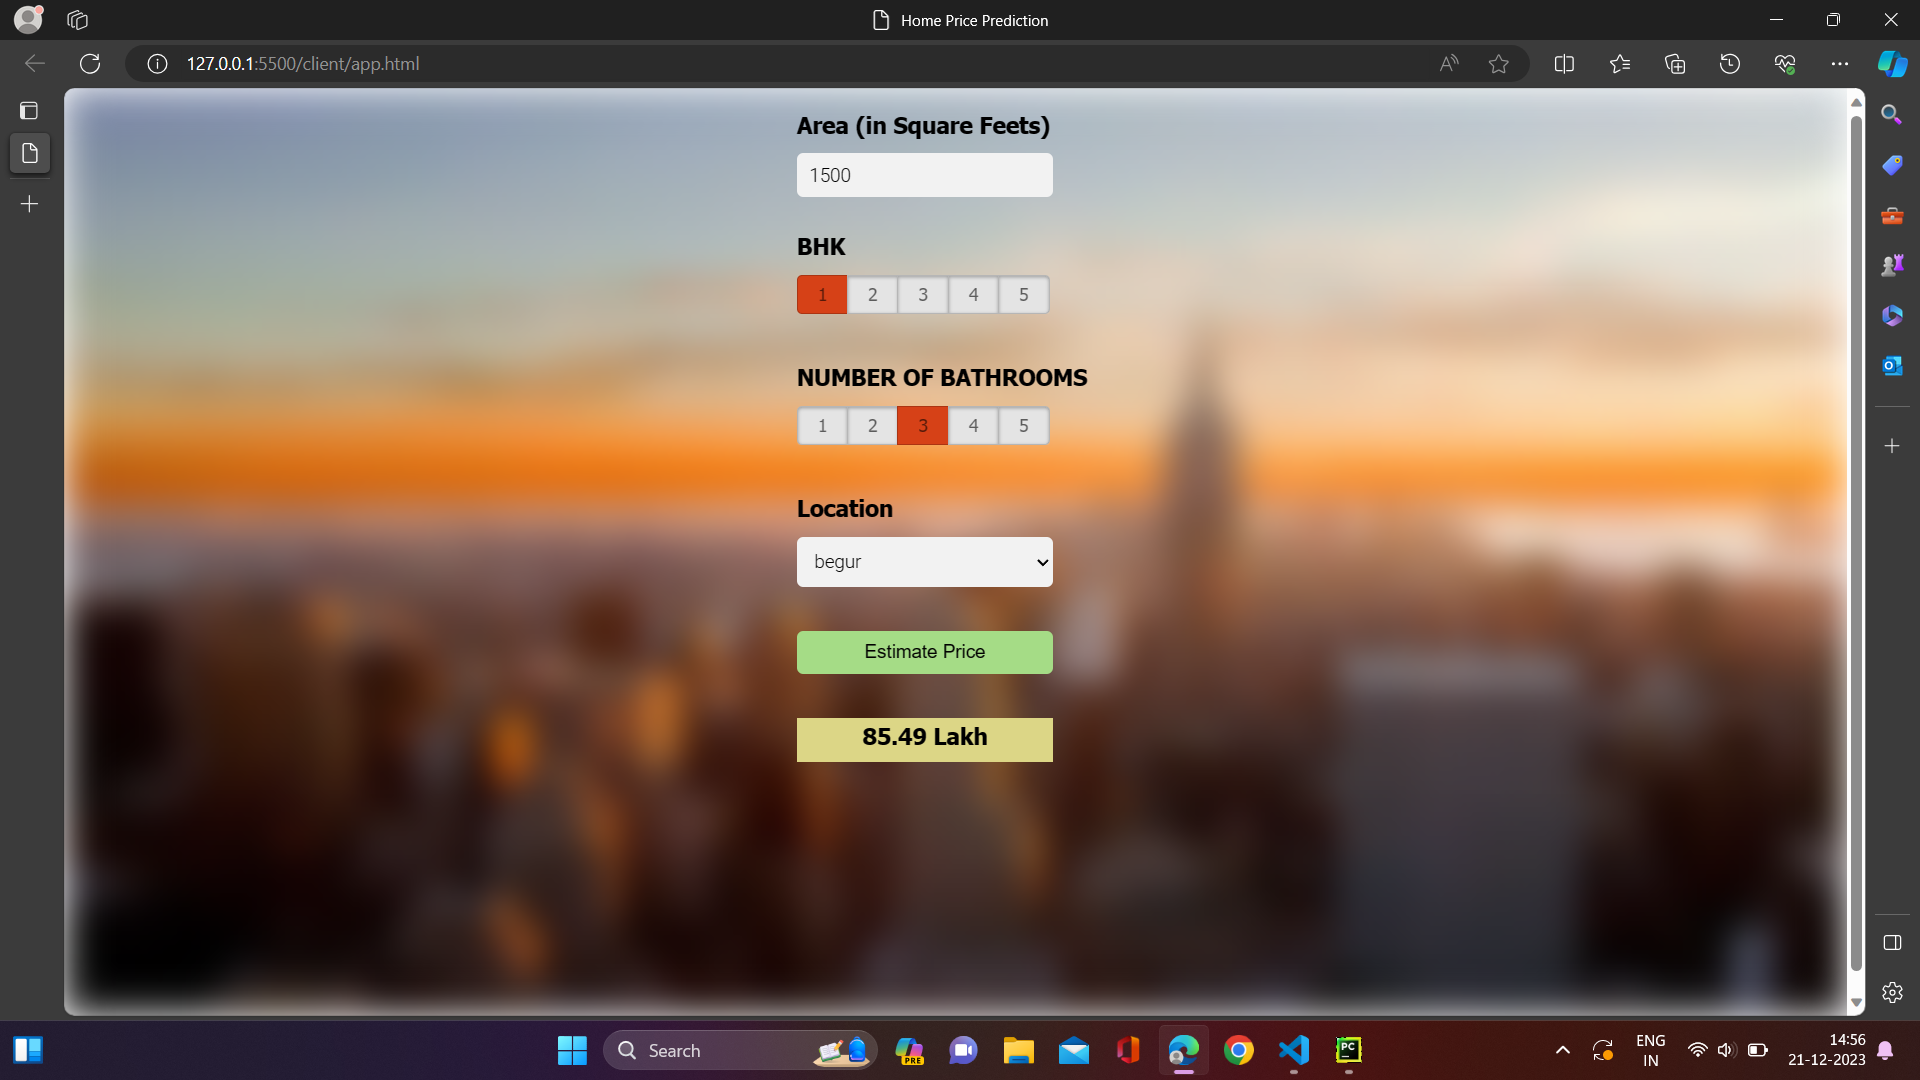 Home Price Prediction
127.0.0.1:5500/client/app.html
Area (in Square Feets)
1500
BHK
1 2 3 4 5
NUMBER OF BATHROOMS
1 2 3 4 5
Location
begur
Estimate Price
85.49 Lakh
Search
PRE
PC
ENG
IN
14:56
21-12-2023